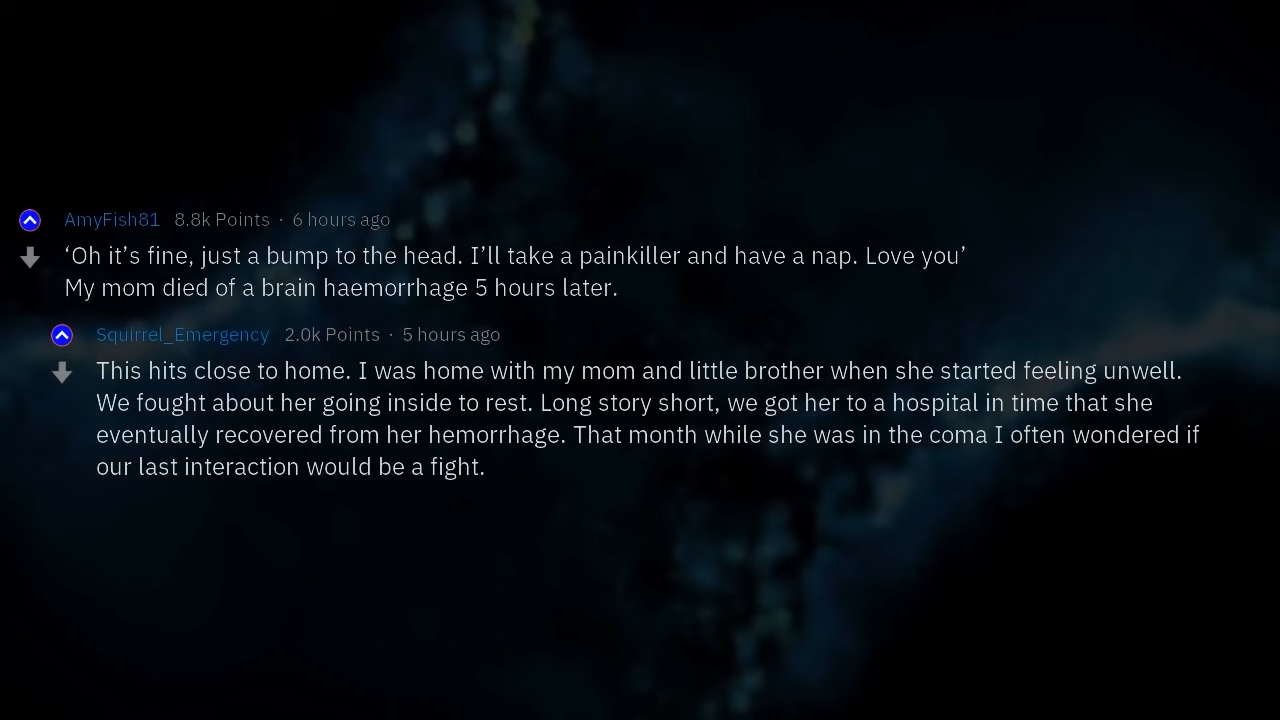 AmyFish81 8.8k Points · 6 hours ago
‘Oh it’s fine, just a bump to the head. I’ll take a painkiller and have a nap. Love you’
My mom died of a brain haemorrhage 5 hours later.
Squirrel_Emergency 2.0k Points · 5 hours ago
This hits close to home. I was home with my mom and little brother when she started feeling unwell.
We fought about her going inside to rest. Long story short, we got her to a hospital in time that she
eventually recovered from her hemorrhage. That month while she was in the coma I often wondered if
our last interaction would be a fight.